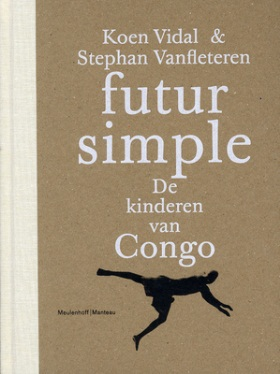 Koen Vidal & 
Stephan Vanfleteren
futur
simple
De
kinderen
van
Congo
Meulenhoff|Manteau